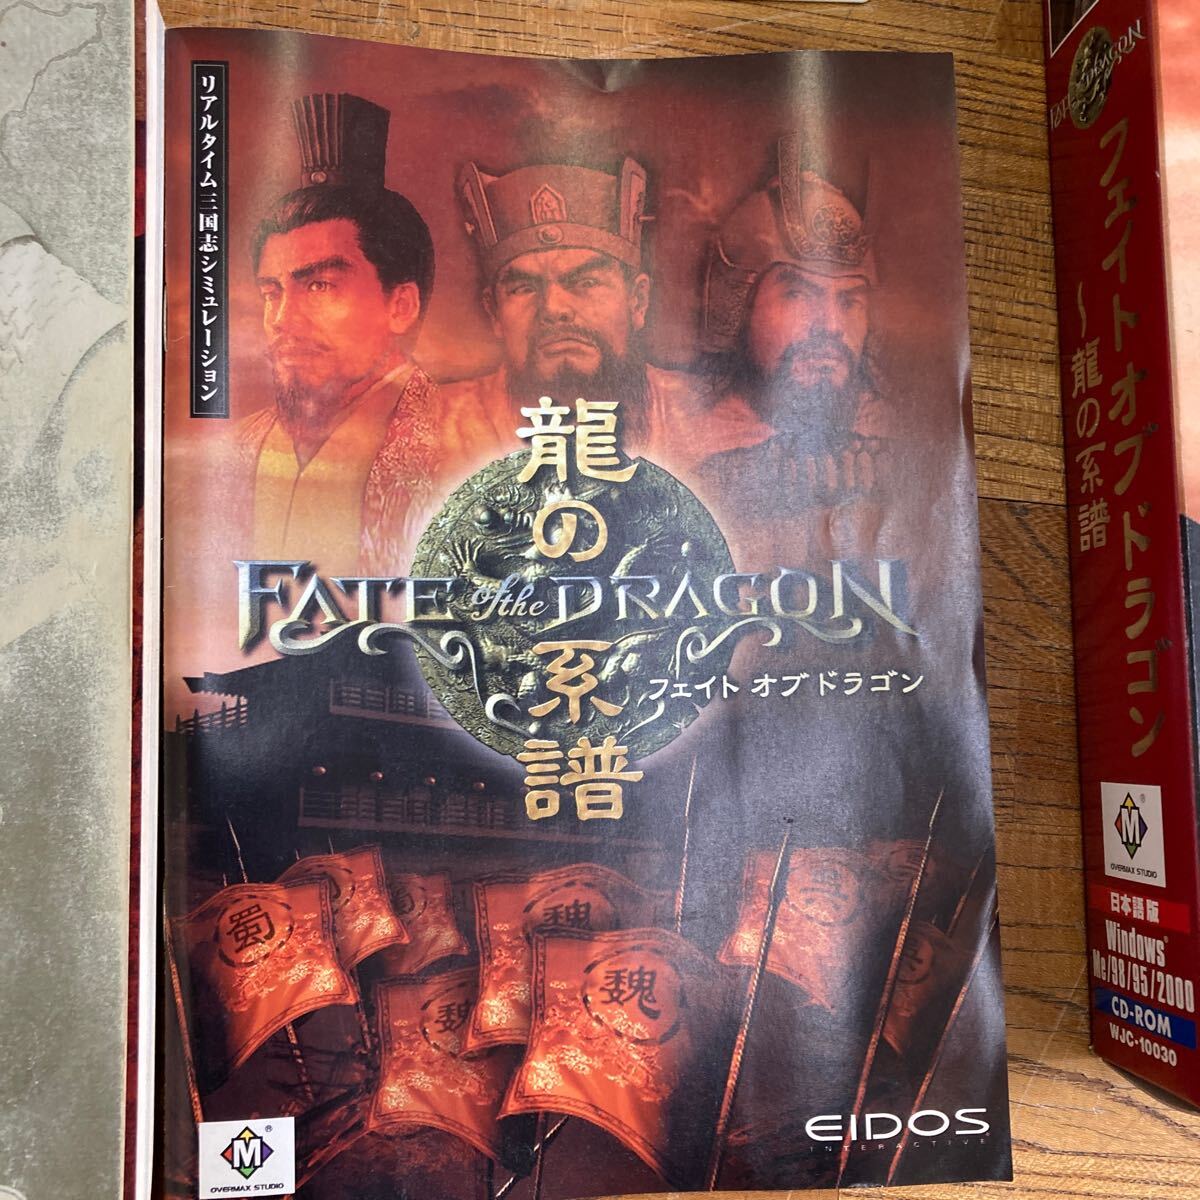 リアルタイム三国志シミュレーション
龍の系譜
FATE of the DRAGON
フェイト オブ ドラゴン
蜀
魏
魏
魏
呉
呉
M
®
OVERMAX STUDIO
EIDOS
INTERACTIVE
DRAGON
フェイトオブドラゴン
~龍の系譜
M
®
OVERMAX STUDIO
日本語版
Windows®
Me/98/95/2000
CD-ROM
WJC-10030